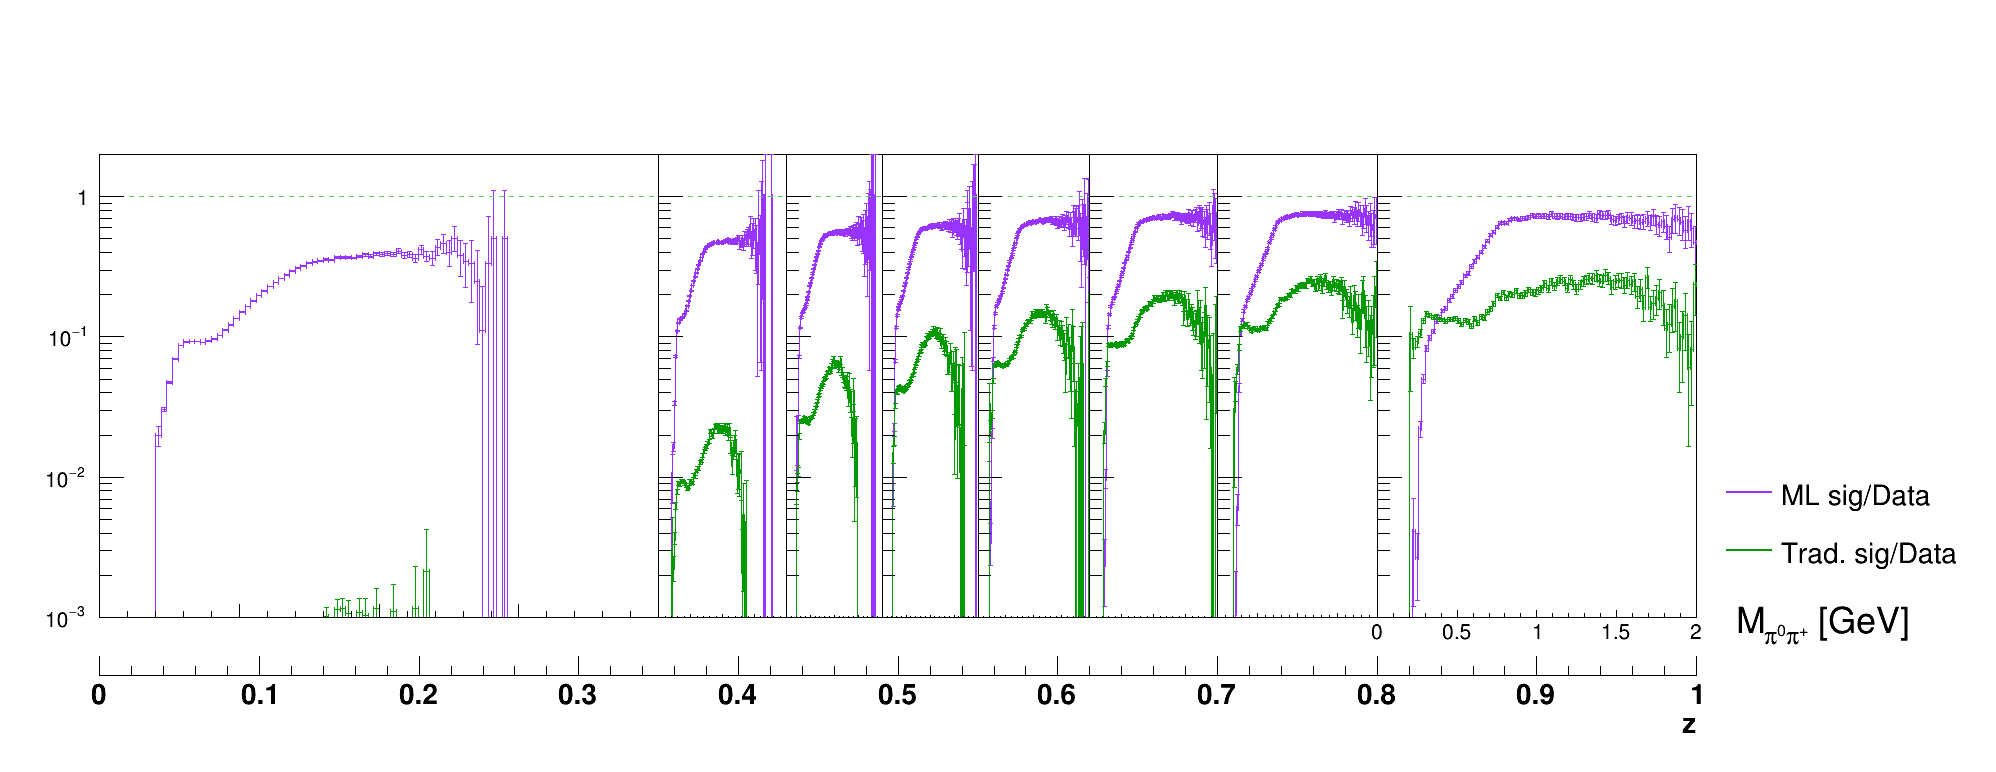 1
10⁻¹
10⁻²
10⁻³
ML sig/Data
Trad. sig/Data
0 0.5 1 1.5 2
M_π⁰π⁺ [GeV]
0 0.1 0.2 0.3 0.4 0.5 0.6 0.7 0.8 0.9 1
z